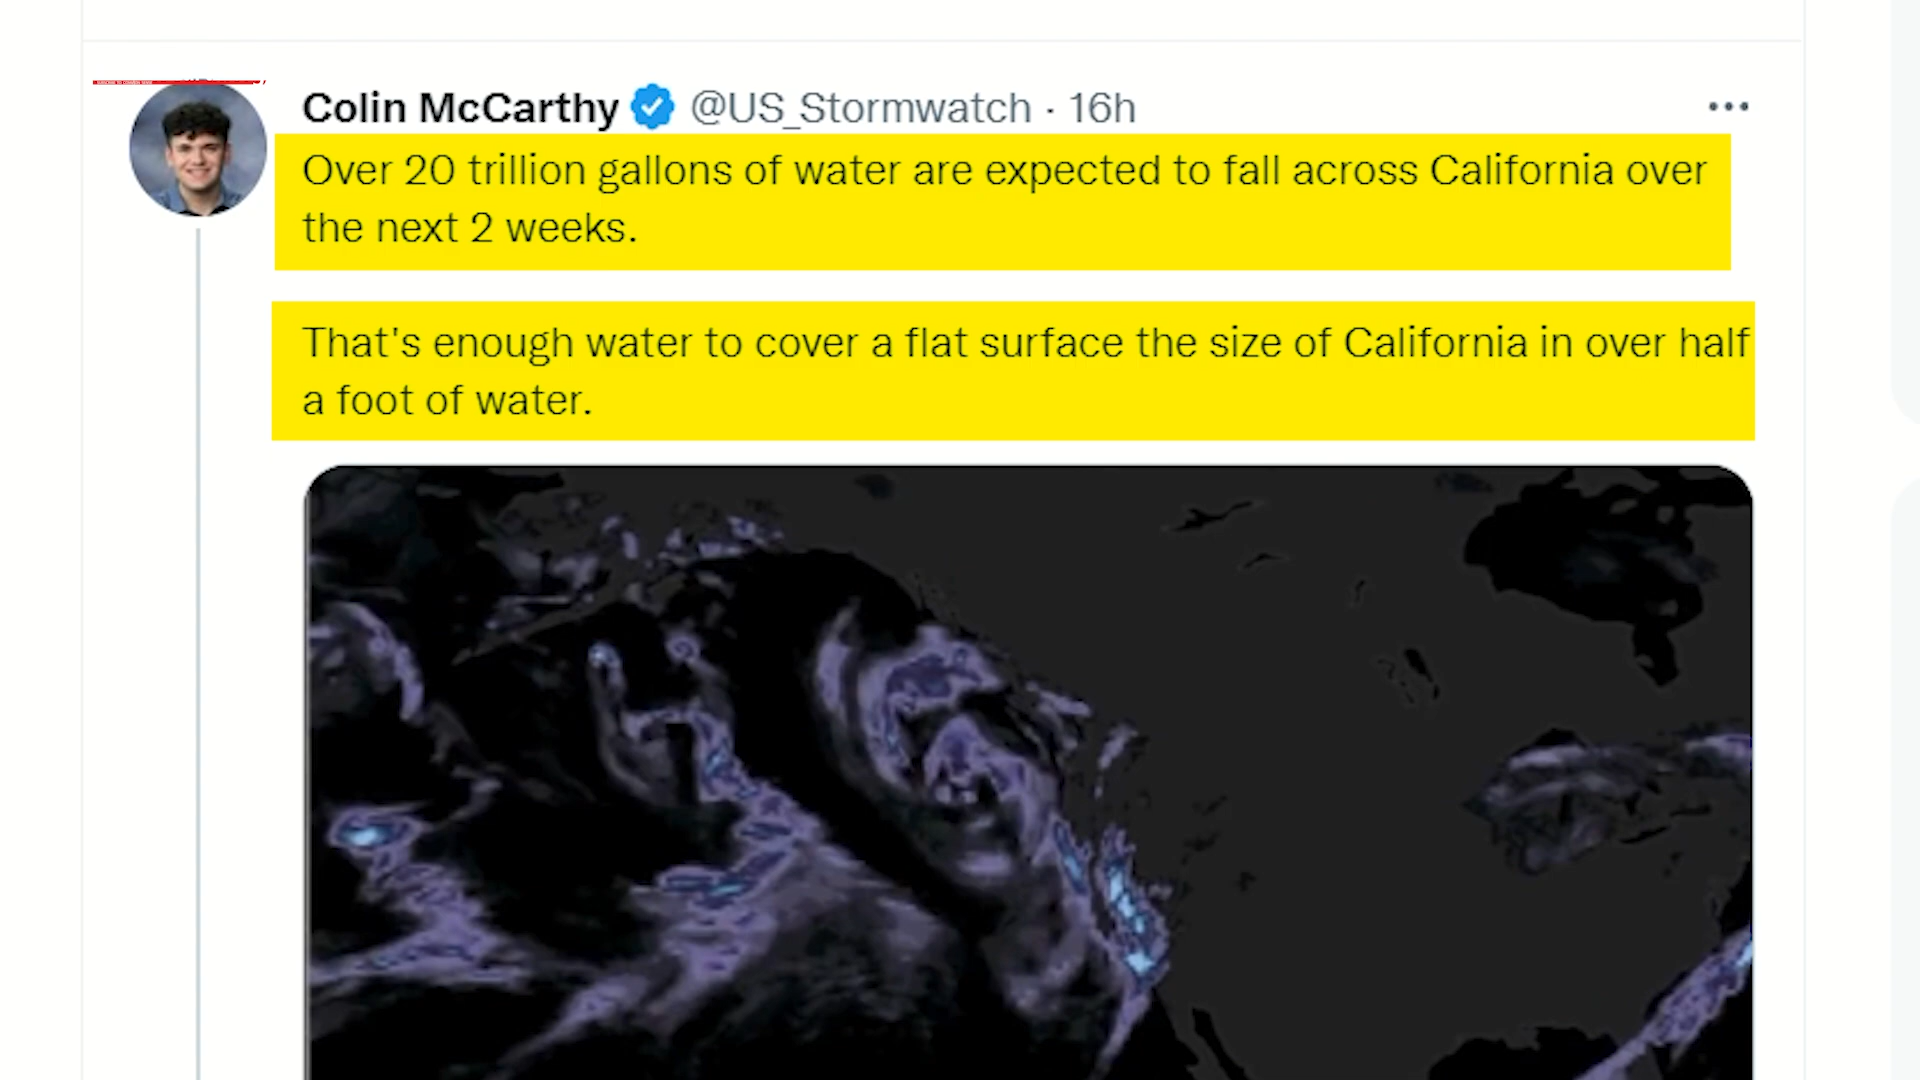 Colin McCarthy @US_Stormwatch · 16h
Over 20 trillion gallons of water are expected to fall across California over
the next 2 weeks.
That's enough water to cover a flat surface the size of California in over half
a foot of water.